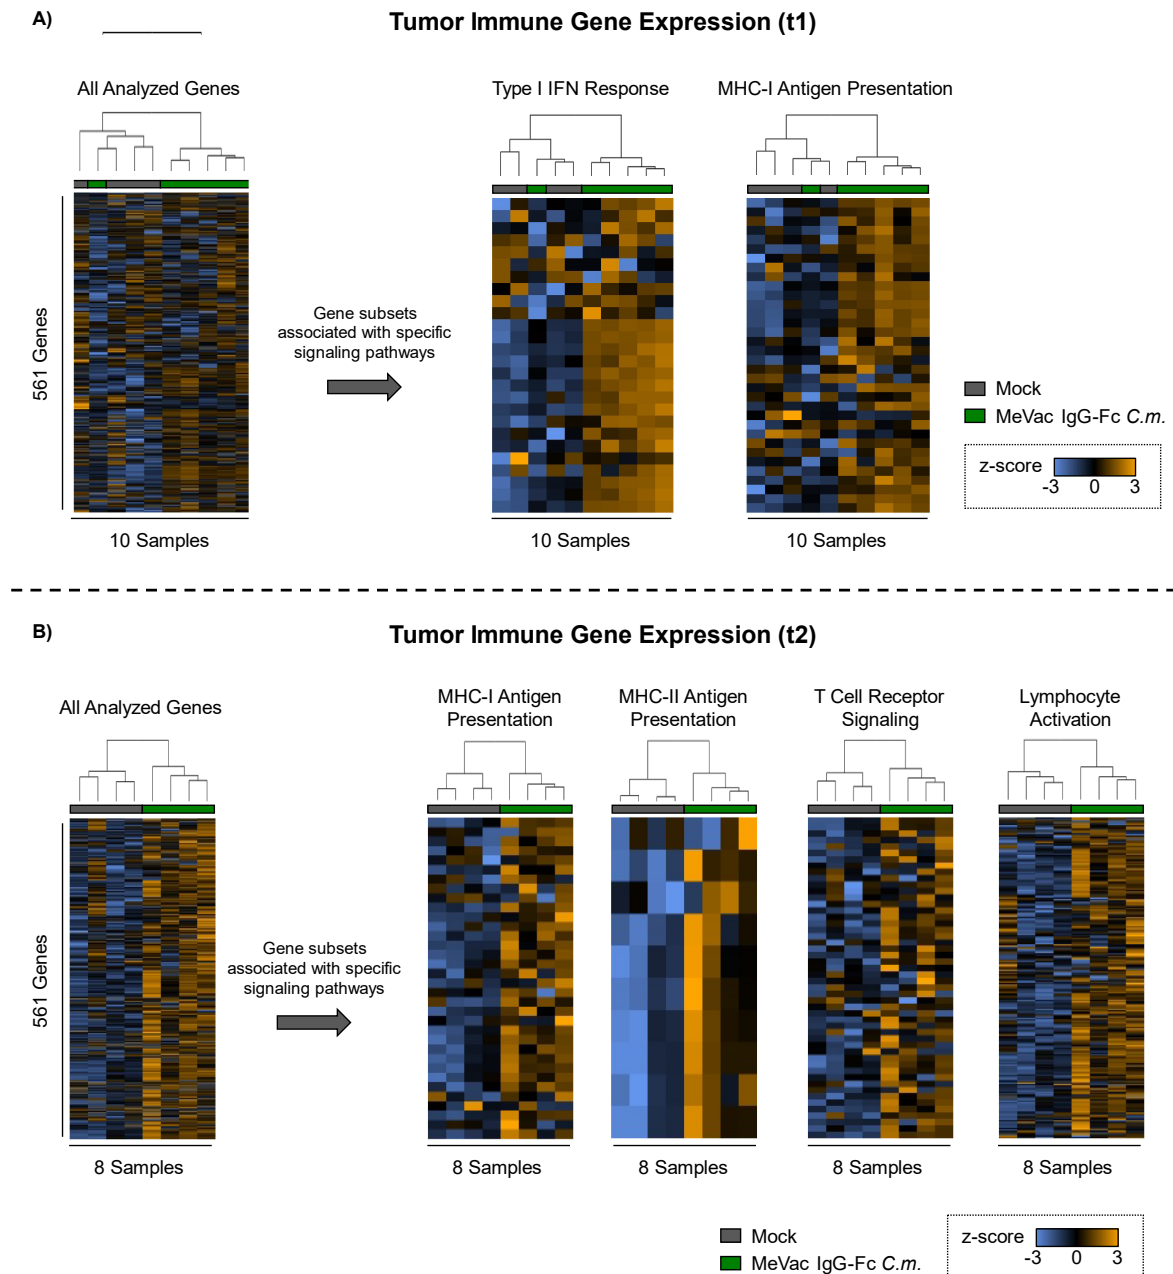 A)
Tumor Immune Gene Expression (t1)
All Analyzed Genes
Type I IFN Response
MHC-I Antigen Presentation
561 Genes
Gene subsets
associated with specific
signaling pathways
Mock
MeVac IgG-Fc C.m.
z-score
-3
0
3
10 Samples
10 Samples
10 Samples
B)
Tumor Immune Gene Expression (t2)
All Analyzed Genes
MHC-I Antigen
Presentation
MHC-II Antigen
Presentation
T Cell Receptor
Signaling
Lymphocyte
Activation
561 Genes
Gene subsets
associated with specific
signaling pathways
8 Samples
8 Samples
8 Samples
8 Samples
8 Samples
Mock
MeVac IgG-Fc C.m.
z-score
-3
0
3